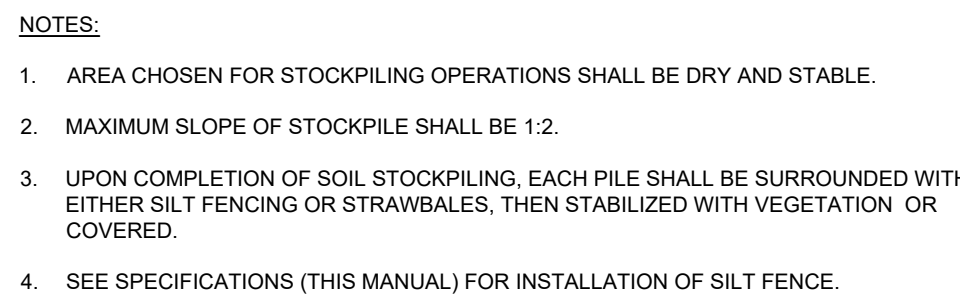 NOTES:
1. AREA CHOSEN FOR STOCKPILING OPERATIONS SHALL BE DRY AND STABLE.
2. MAXIMUM SLOPE OF STOCKPILE SHALL BE 1:2.
3. UPON COMPLETION OF SOIL STOCKPILING, EACH PILE SHALL BE SURROUNDED WITH
EITHER SILT FENCING OR STRAWBALES, THEN STABILIZED WITH VEGETATION OR
COVERED.
4. SEE SPECIFICATIONS (THIS MANUAL) FOR INSTALLATION OF SILT FENCE.